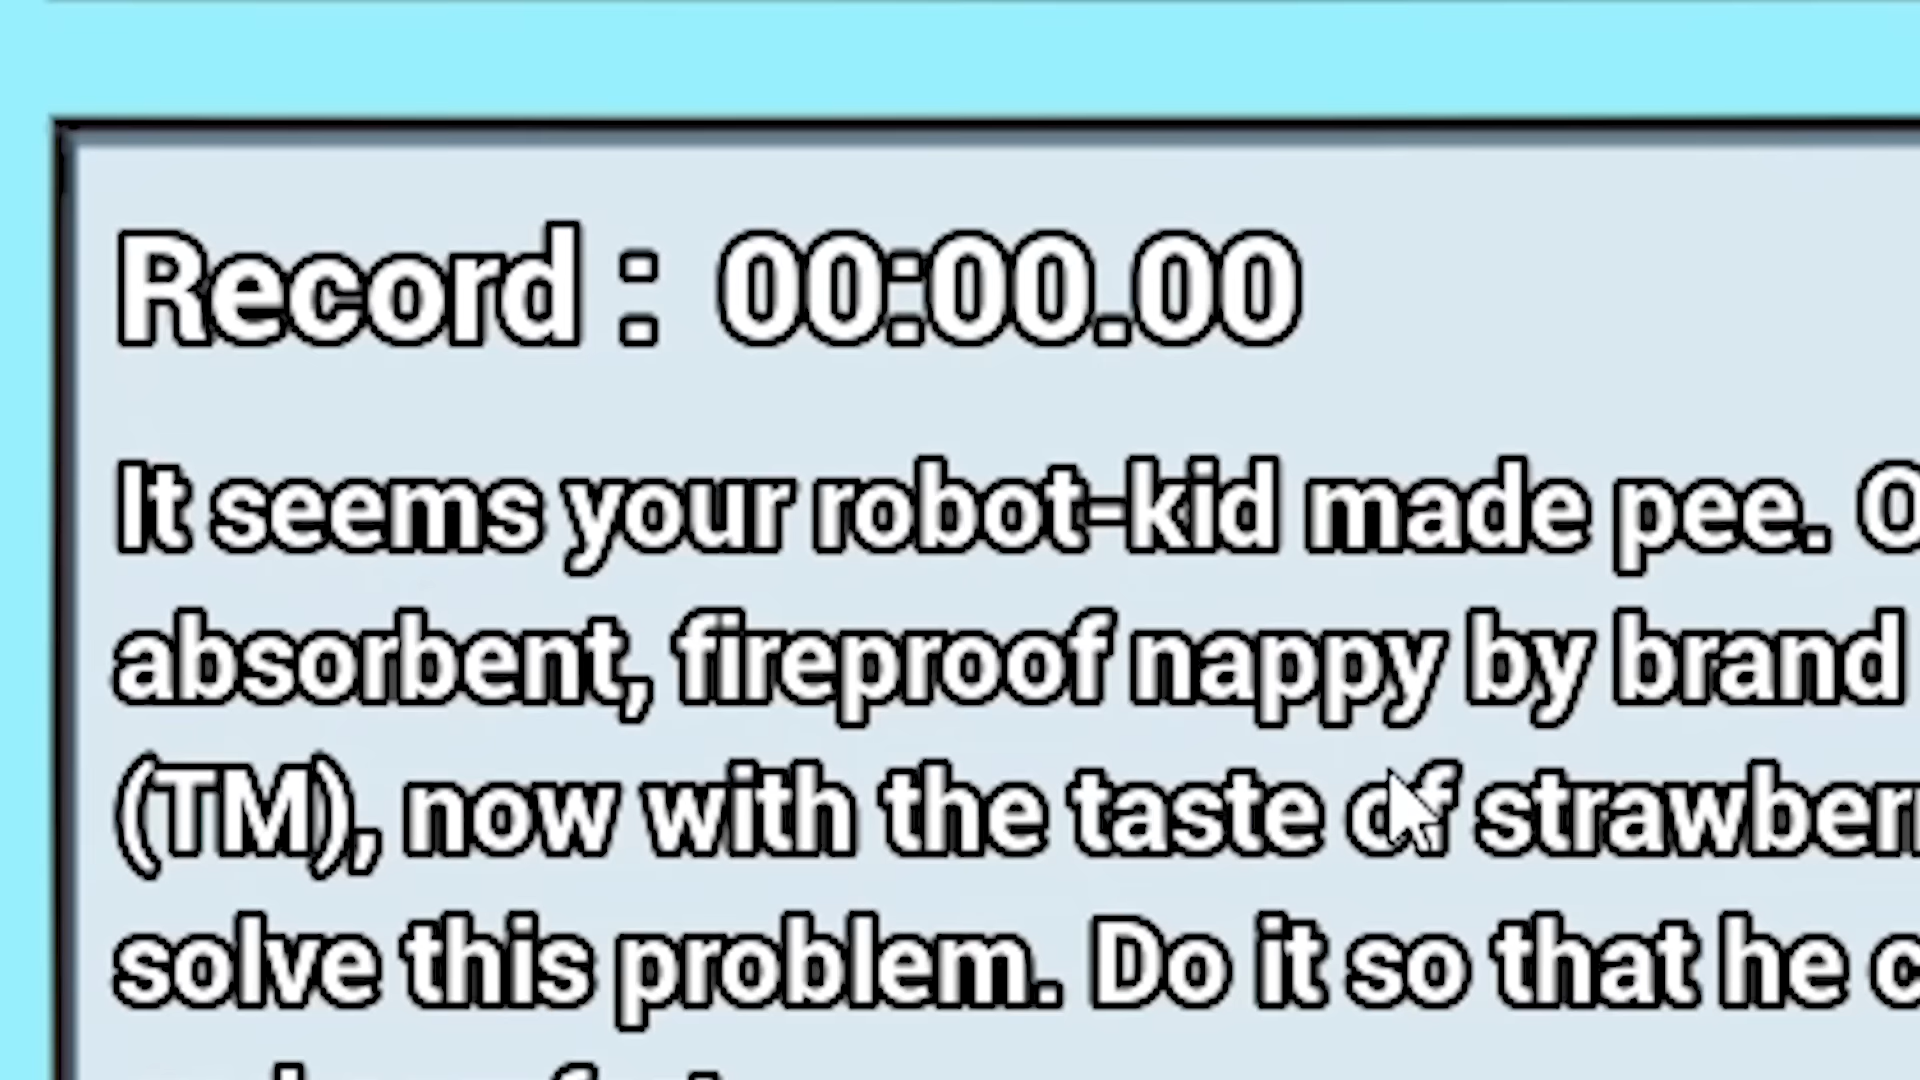 Record : 00:00.00
It seems your robot-kid made pee.
absorbent, fireproof nappy by brand
(TM), now with the taste of
solve this problem. Do it so that he